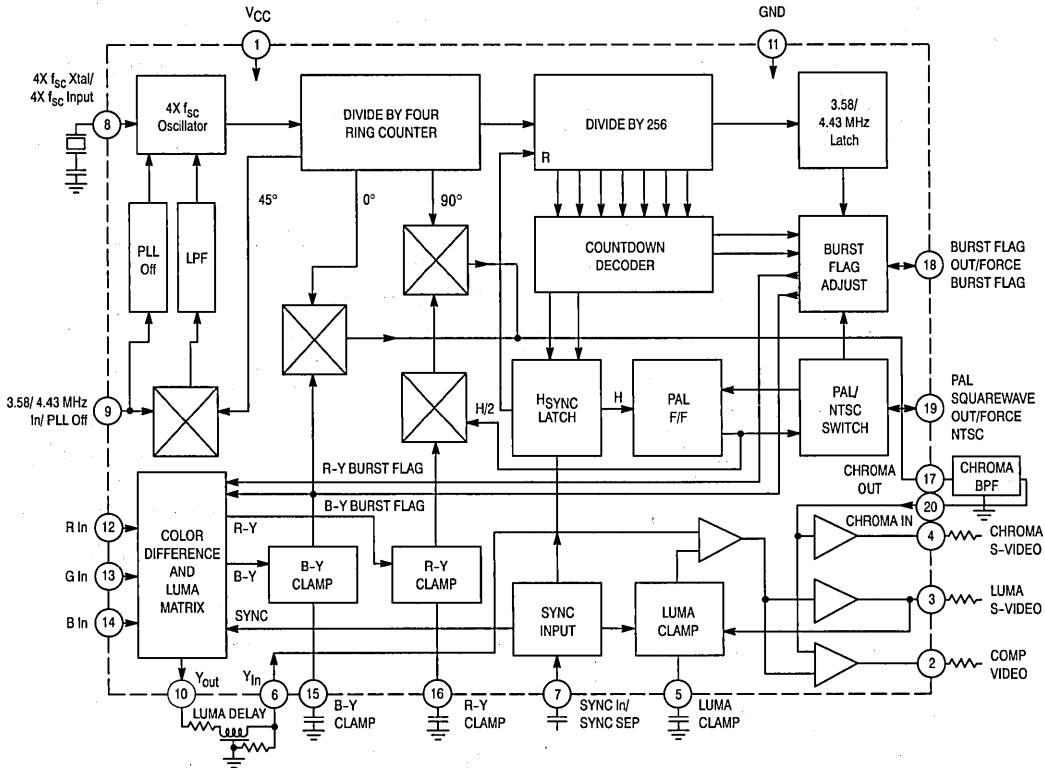 VCC
GND
1
11
4X fsc Xtal/
4X fsc Input
8
4X fsc
Oscillator
DIVIDE BY FOUR
RING COUNTER
DIVIDE BY 256
R
3.58/
4.43 MHz
Latch
45°
0°
90°
PLL
Off
LPF
COUNTDOWN
DECODER
BURST
FLAG
ADJUST
18
BURST FLAG
OUT/FORCE
BURST FLAG
9
3.58/ 4.43 MHz
In/ PLL Off
H/2
HSYNC
LATCH
H
PAL
F/F
PAL/
NTSC
SWITCH
19
PAL
SQUAREWAVE
OUT/FORCE
NTSC
R–Y BURST FLAG
B–Y BURST FLAG
CHROMA
OUT
17
CHROMA
BPF
20
CHROMA IN
4
CHROMA
S–VIDEO
R In
12
G In
13
B In
14
COLOR
DIFFERENCE
AND
LUMA
MATRIX
R–Y
B–Y
SYNC
B–Y
CLAMP
R–Y
CLAMP
SYNC
INPUT
LUMA
CLAMP
3
LUMA
S–VIDEO
2
COMP
VIDEO
Yout
10
YIn
6
15
B–Y
CLAMP
16
R–Y
CLAMP
7
SYNC In/
SYNC SEP
5
LUMA
CLAMP
LUMA DELAY